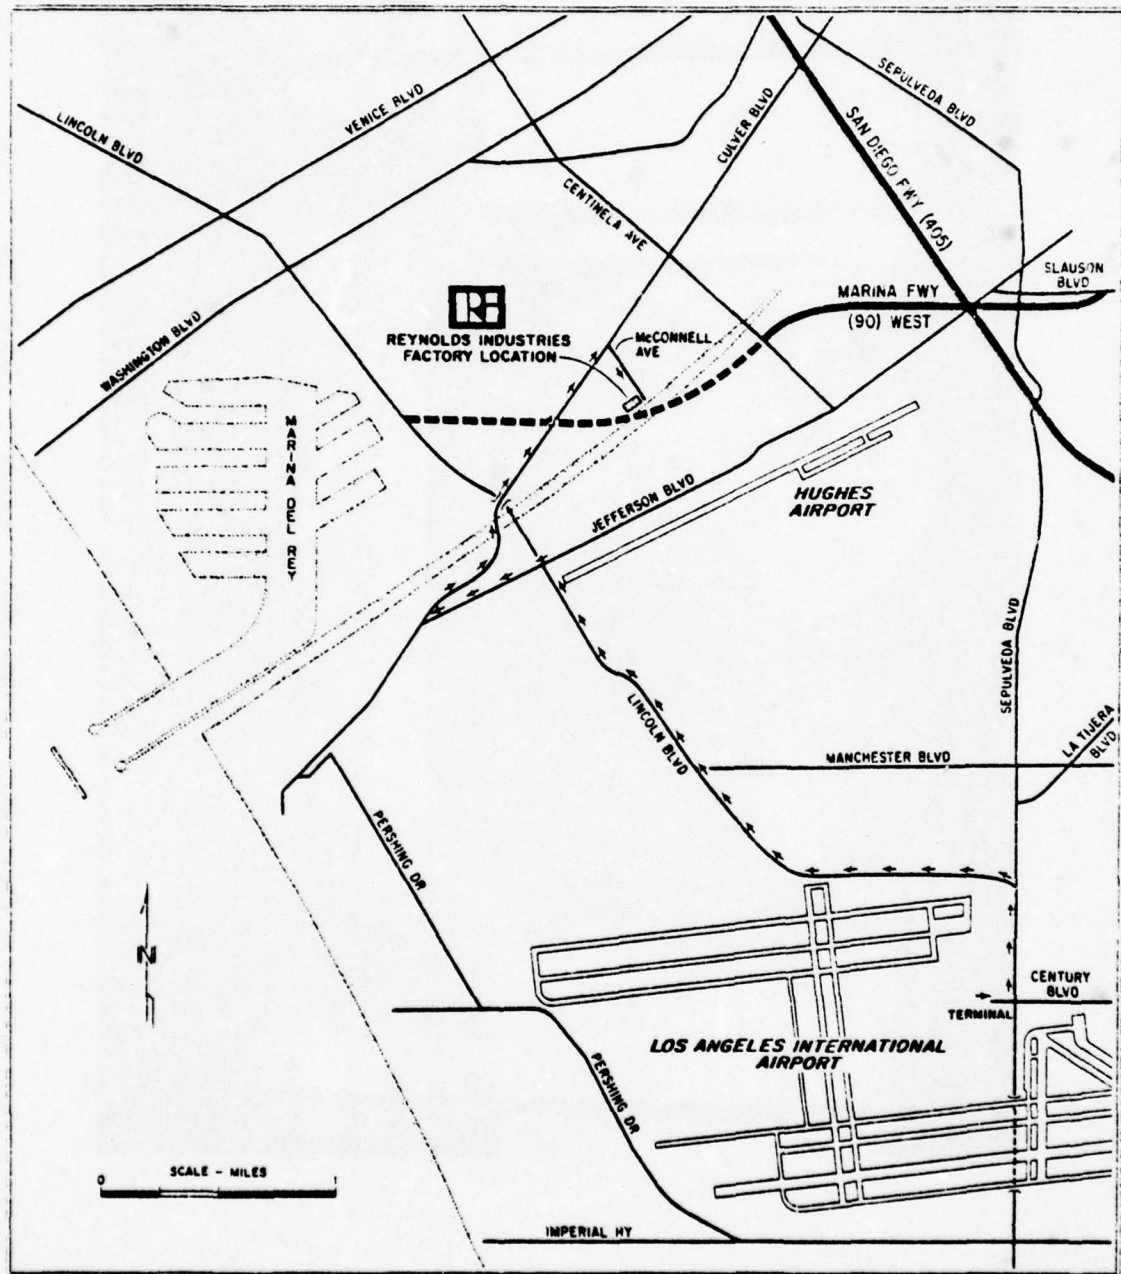 LINCOLN BLVD
VENICE BLVD
CULVER BLVD
SEPULVEDA BLVD
SAN DIEGO FWY (405)
CENTINELA AVE
SLAUSON
BLVD
MARINA FWY
(90) WEST
WASHINGTON BLVD
RI
REYNOLDS INDUSTRIES
FACTORY LOCATION
McCONNELL
AVE
MARINA DEL REY
JEFFERSON BLVD
HUGHES
AIRPORT
SEPULVEDA BLVD
LINCOLN BLVD
MANCHESTER BLVD
LA TIJERA
BLVD
PERSHING DR
N
CENTURY
BLVD
TERMINAL
LOS ANGELES INTERNATIONAL
AIRPORT
PERSHING DR
SCALE - MILES
0
IMPERIAL HY